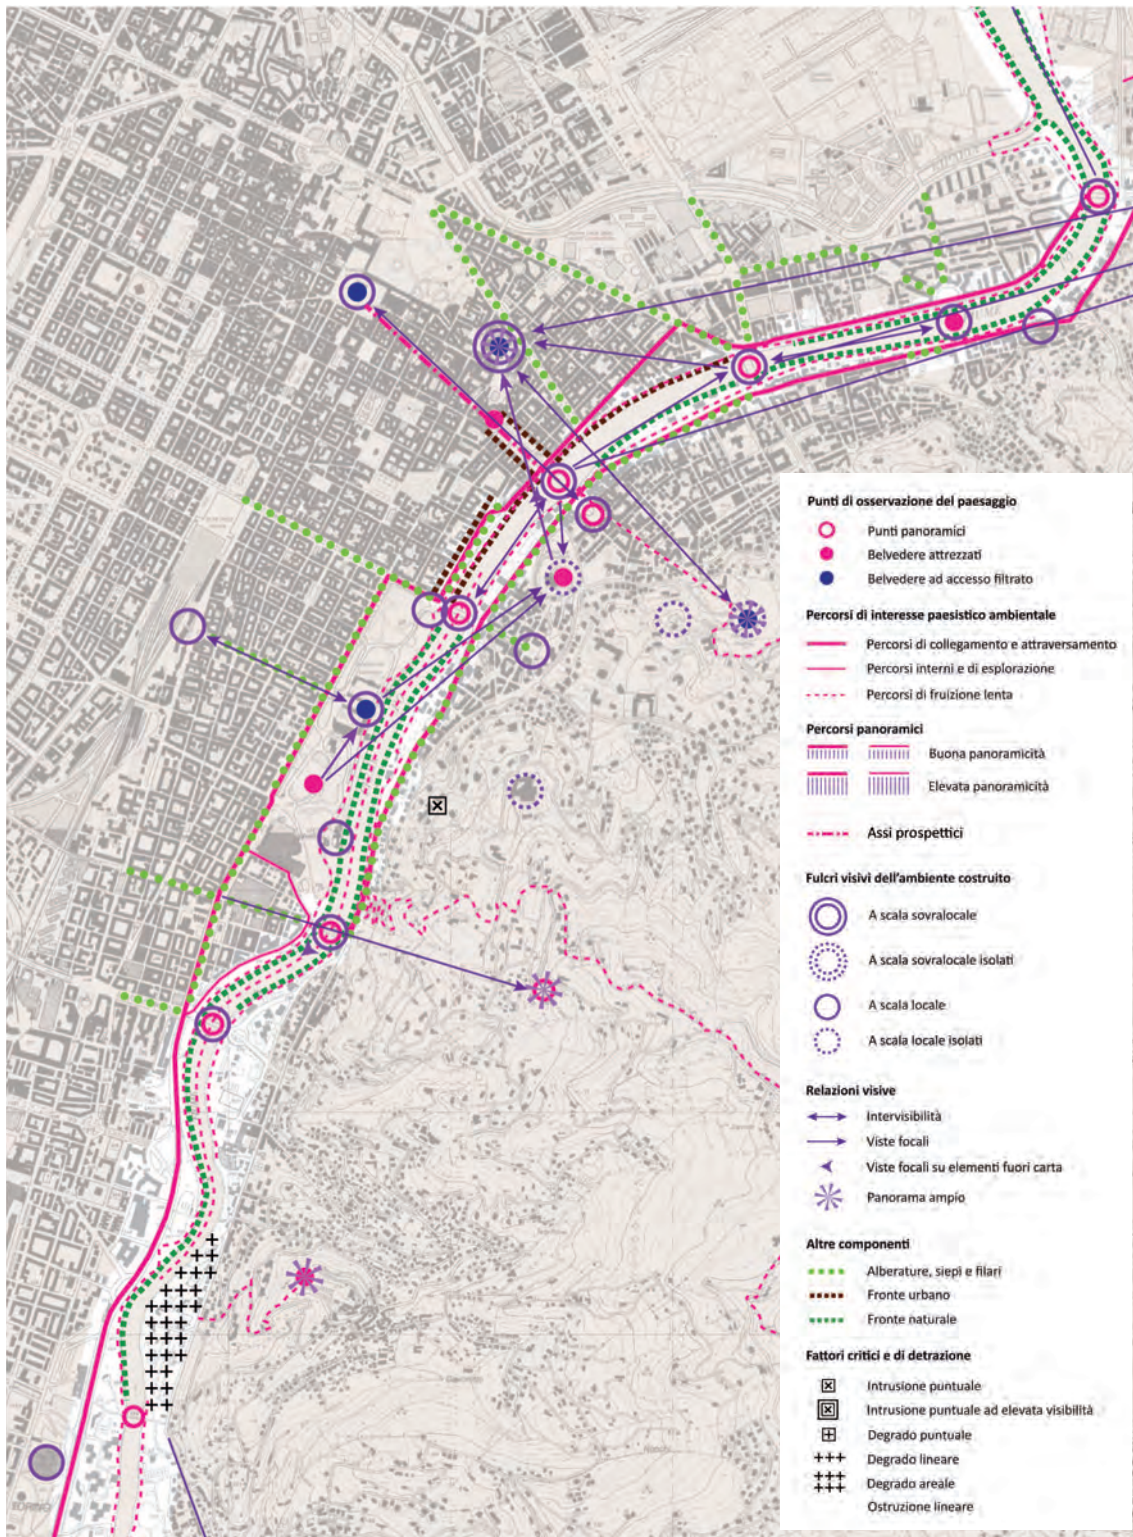 Punti di osservazione del paesaggio
Punti panoramici
Belvedere attrezzati
Belvedere ad accesso filtrato
Percorsi di interesse paesistico ambientale
Percorsi di collegamento e attraversamento
Percorsi interni e di esplorazione
Percorsi di fruizione lenta
Percorsi panoramici
Buona panoramicità
Elevata panoramicità
Assi prospettici
Fulcri visivi dell'ambiente costruito
A scala sovralocale
A scala sovralocale isolati
A scala locale
A scala locale isolati
Relazioni visive
Intervisibilità
Viste focali
Viste focali su elementi fuori carta
Panorama ampio
Altre componenti
Alberature, siepi e filari
Fronte urbano
Fronte naturale
Fattori critici e di detrazione
Intrusione puntuale
Intrusione puntuale ad elevata visibilità
Degrado puntuale
Degrado lineare
Degrado areale
Ostruzione lineare